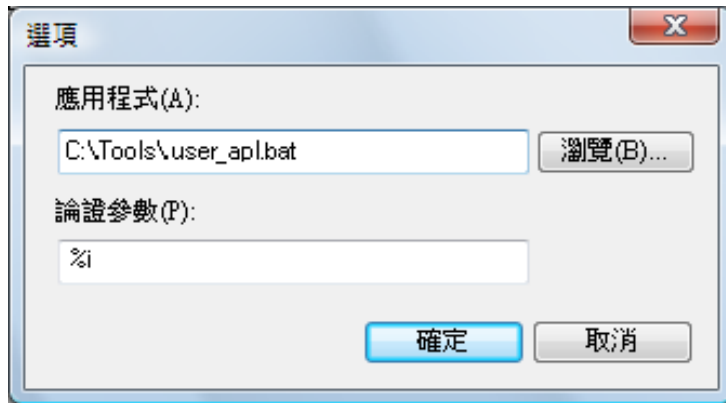 選項
應用程式(A):
C:\Tools\user_apl.bat
瀏覽(B)...
論證參數(P):
%i
確定
取消